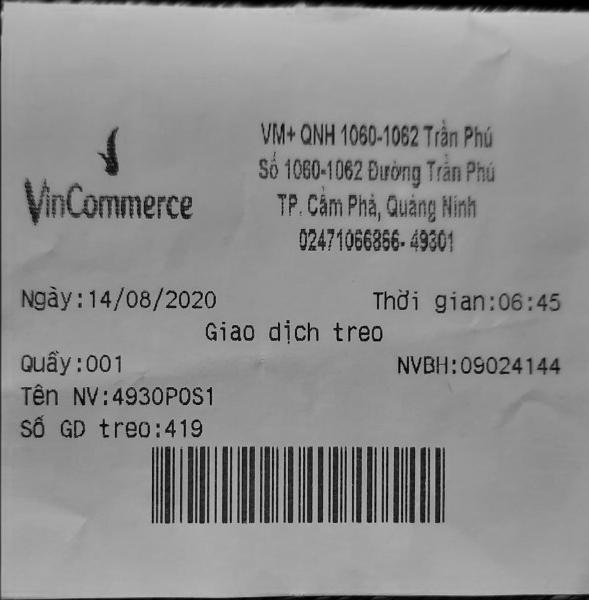 VinCommerce
VM+ QNH 1060-1062 Trần Phú
Số 1060-1062 Đường Trần Phú
TP. Cẩm Phả, Quảng Ninh
02471066866- 49301
Ngày:14/08/2020 Thời gian:06:45
Giao dịch treo
Quầy:001 NVBH:09024144
Tên NV:4930POS1
Số GD treo:419